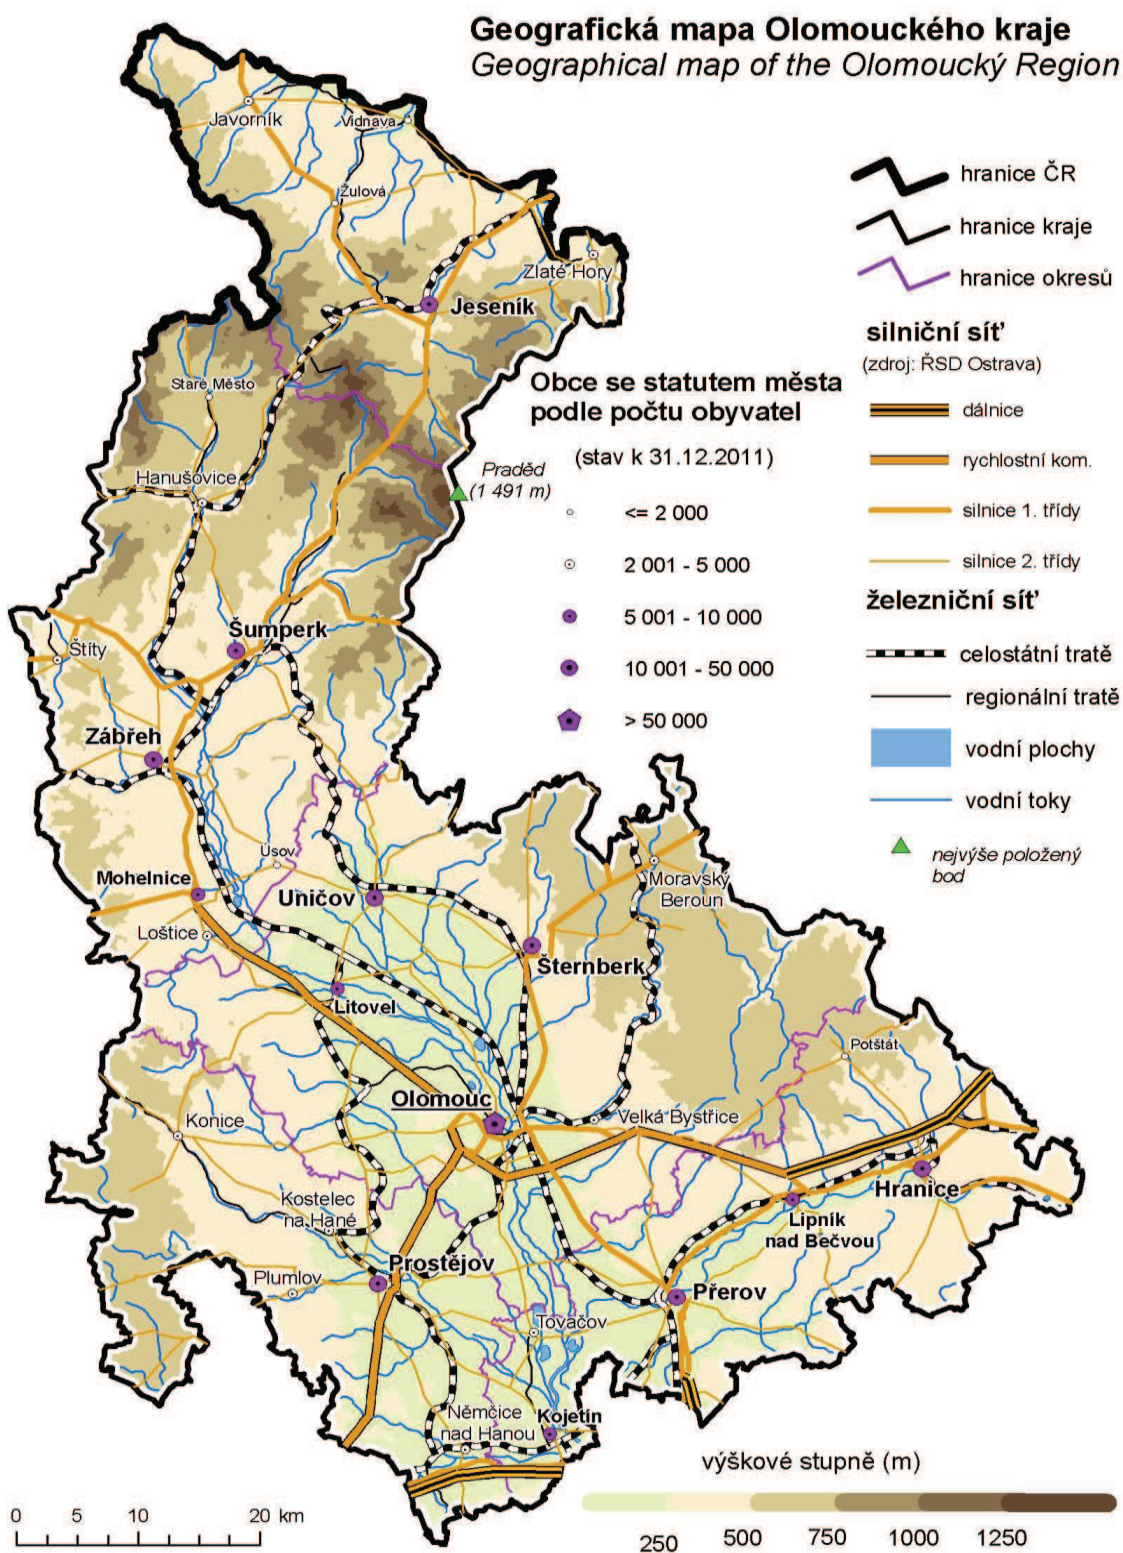 Geografická mapa Olomouckého kraje
Geographical map of the Olomoucký Region
hranice ČR
hranice kraje
hranice okresů
silniční síť
(zdroj: ŘSD Ostrava)
dálnice
rychlostní kom.
silnice 1. třídy
silnice 2. třídy
železniční síť
celostátní tratě
regionální tratě
vodní plochy
vodní toky
nejvýše položený
bod
Obce se statutem města
podle počtu obyvatel
(stav k 31.12.2011)
<= 2 000
2 001 - 5 000
5 001 - 10 000
10 001 - 50 000
> 50 000
Javorník
Vidnava
Žulová
Zlaté Hory
Jeseník
Staré Město
Praděd
(1 491 m)
Hanušovice
Šumperk
Štíty
Zábřeh
Úsov
Mohelnice
Uničov
Moravský
Beroun
Loštice
Šternberk
Litovel
Potštát
Olomouc
Velká Bystřice
Konice
Hranice
Kostelec
na Hané
Lipník
nad Bečvou
Prostějov
Plumlov
Přerov
Tovačov
Němčice
nad Hanou
Kojetín
výškové stupně (m)
250
500
750
1000
1250
0
5
10
20 km